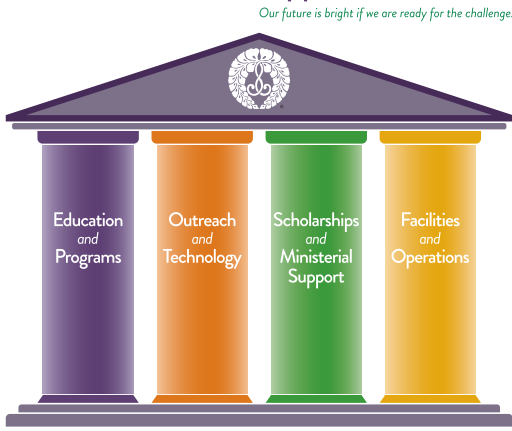 Our future is bright if we are ready for the challenge.
Education
and
Programs
Outreach
and
Technology
Scholarships
and
Ministerial
Support
Facilities
and
Operations